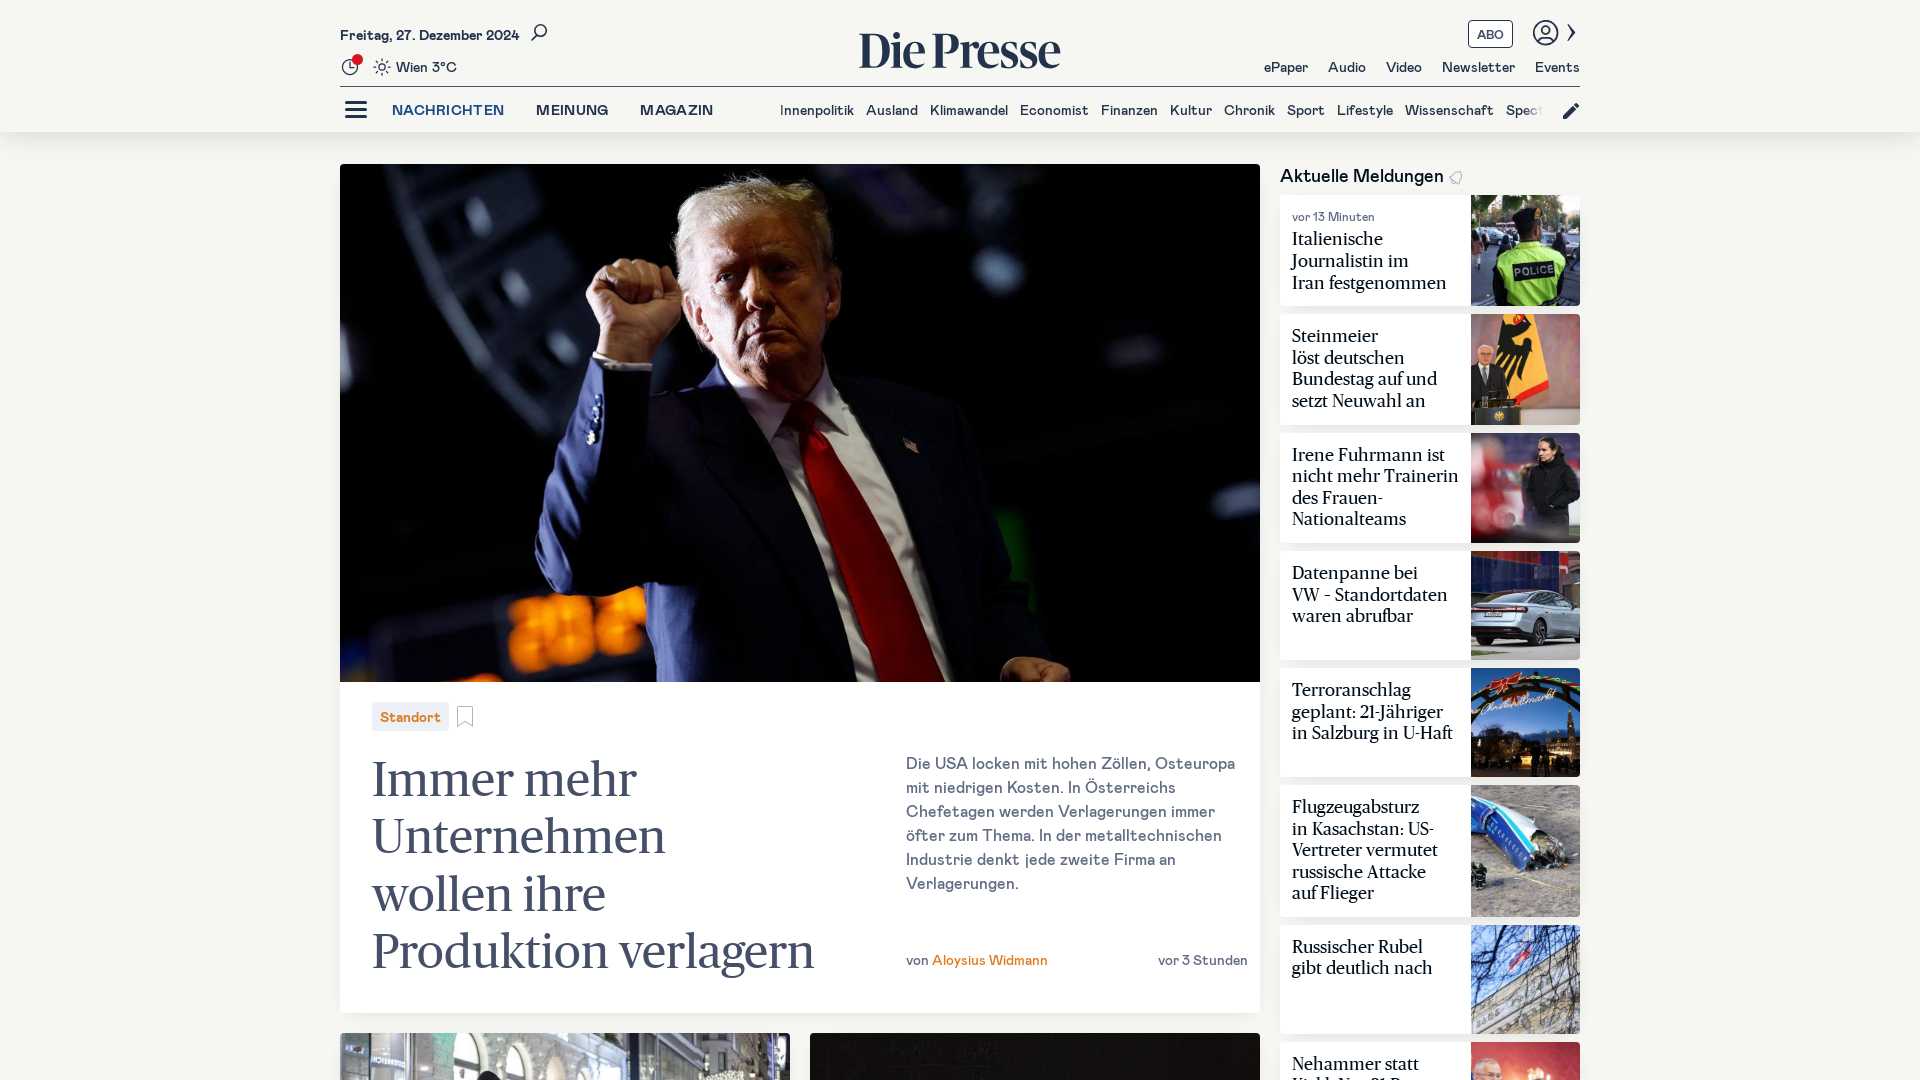 Freitag, 27. Dezember 2024
Wien 3°C
Die Presse
ABO
ePaper Audio Video Newsletter Events
NACHRICHTEN MEINUNG MAGAZIN
Innenpolitik Ausland Klimawandel Economist Finanzen Kultur Chronik Sport Lifestyle Wissenschaft Spect
Standort
Immer mehr
Unternehmen
wollen ihre
Produktion verlagern
Die USA locken mit hohen Zöllen, Osteuropa
mit niedrigen Kosten. In Österreichs
Chefetagen werden Verlagerungen immer
öfter zum Thema. In der metalltechnischen
Industrie denkt jede zweite Firma an
Verlagerungen.
von Aloysius Widmann
vor 3 Stunden
Aktuelle Meldungen
vor 13 Minuten
Italienische
Journalistin im
Iran festgenommen
POLICE
Steinmeier
löst deutschen
Bundestag auf und
setzt Neuwahl an
Irene Fuhrmann ist
nicht mehr Trainerin
des Frauen-
Nationalteams
Datenpanne bei
VW – Standortdaten
waren abrufbar
Terroranschlag
geplant: 21-Jähriger
in Salzburg in U-Haft
Christkindlmarkt
Flugzeugabsturz
in Kasachstan: US-
Vertreter vermutet
russische Attacke
auf Flieger
Russischer Rubel
gibt deutlich nach
Nehammer statt